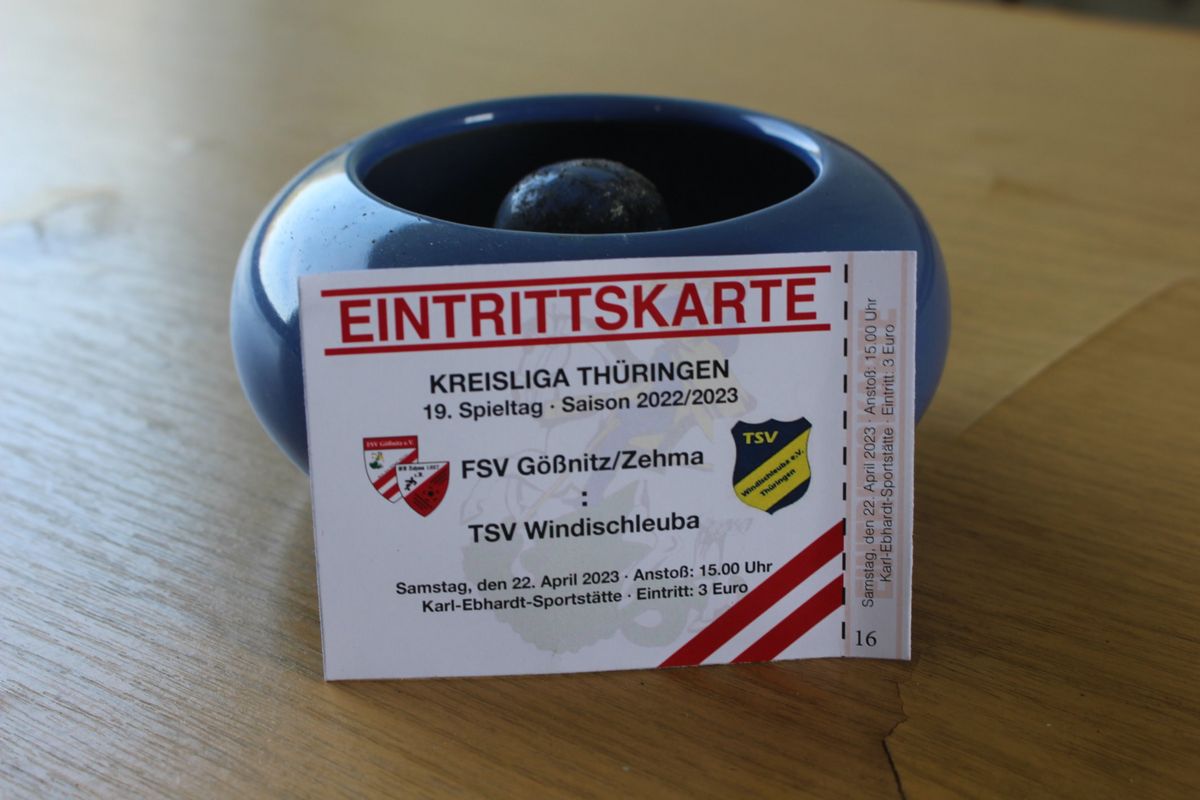 EINTRITTSKARTE
KREISLIGA THÜRINGEN
19. Spieltag · Saison 2022/2023
FSV Gößnitz/Zehma
:
TSV Windischleuba
TSV
Windischleuba e.V.
Thüringen
Samstag, den 22. April 2023 · Anstoß: 15.00 Uhr
Karl-Ebhardt-Sportstätte · Eintritt: 3 Euro
Samstag, den 22. April 2023 · Anstoß: 15.00 Uhr
Karl-Ebhardt-Sportstätte · Eintritt: 3 Euro
16